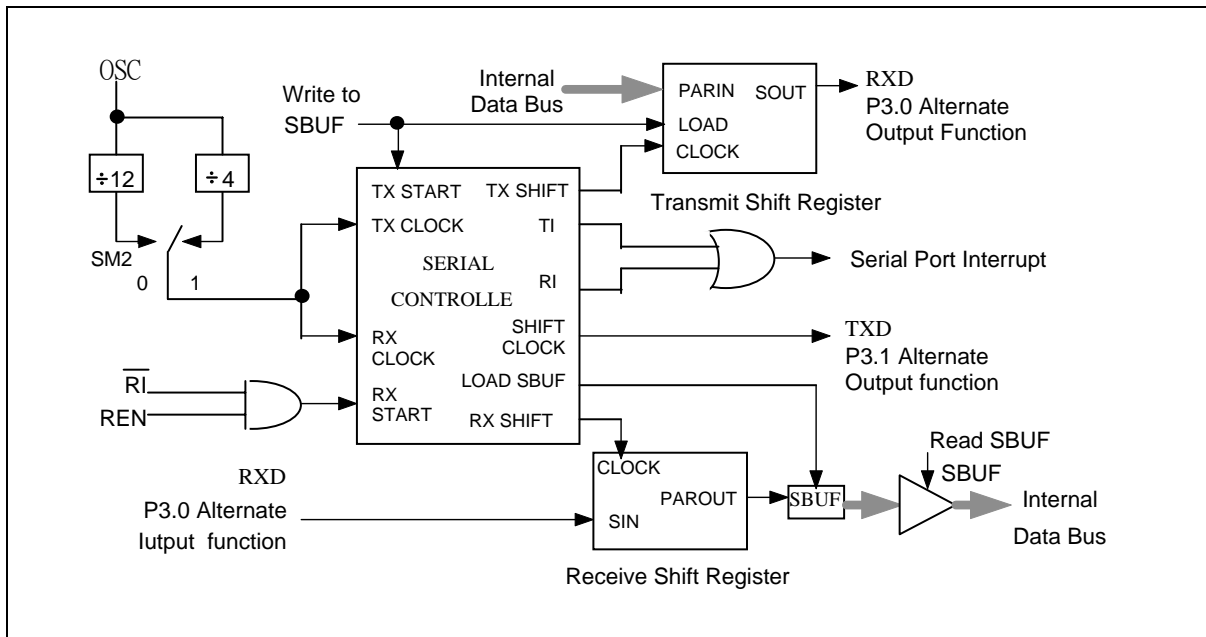 OSC
÷12
÷4
SM2
0 1
Write to
SBUF
Internal
Data Bus
PARIN
SOUT
LOAD
CLOCK
RXD
P3.0 Alternate
Output Function
Transmit Shift Register
TX START
TX SHIFT
TX CLOCK
TI
SERIAL
CONTROLLE
RI
RX
CLOCK
SHIFT
CLOCK
LOAD SBUF
RX
START
RX SHIFT
Serial Port Interrupt
TXD
P3.1 Alternate
Output function
RI
REN
RXD
P3.0 Alternate
Iutput function
CLOCK
PAROUT
SIN
Receive Shift Register
SBUF
Read SBUF
SBUF
Internal
Data Bus